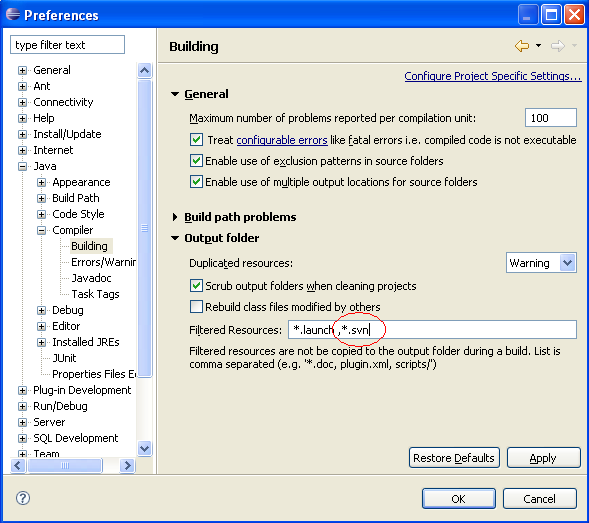 Preferences
type filter text
General
Ant
Connectivity
Help
Install/Update
Internet
Java
Appearance
Build Path
Code Style
Compiler
Building
Errors/Warnin
Javadoc
Task Tags
Debug
Editor
Installed JREs
JUnit
Properties Files Ed
Plug-in Development
Run/Debug
Server
SQL Development
Team
Building
Configure Project Specific Settings...
General
Maximum number of problems reported per compilation unit: 100
Treat configurable errors like fatal errors i.e. compiled code is not executable
Enable use of exclusion patterns in source folders
Enable use of multiple output locations for source folders
Build path problems
Output folder
Duplicated resources: Warning
Scrub output folders when cleaning projects
Rebuild class files modified by others
Filtered Resources: *.launch ,*.svn
Filtered resources are not be copied to the output folder during a build. List is
comma separated (e.g. '*.doc, plugin.xml, scripts/')
Restore Defaults Apply
? OK Cancel